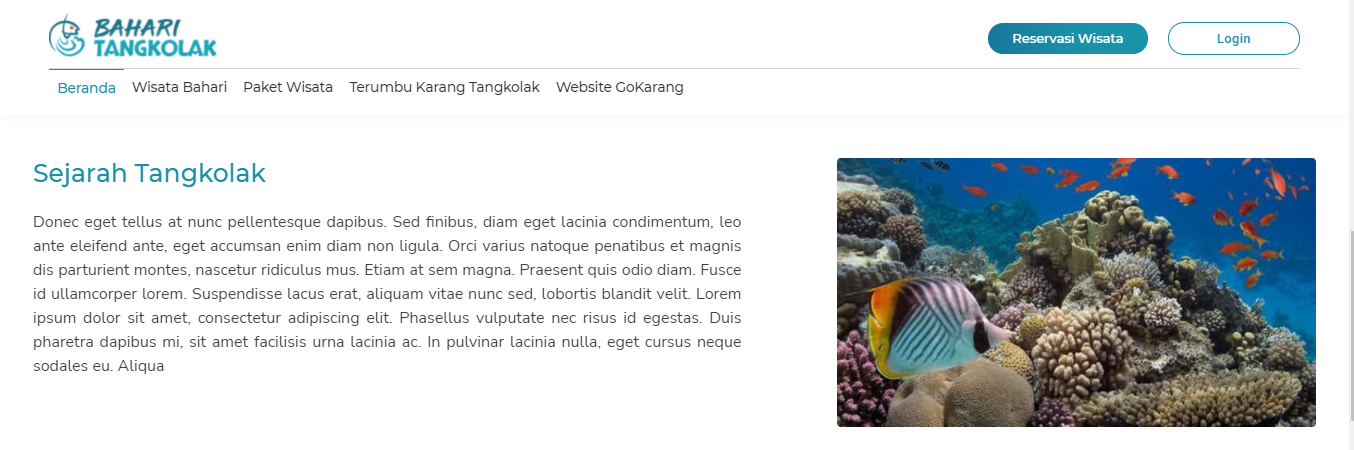 BAHARI
TANGKOLAK
Reservasi Wisata
Login
Beranda
Wisata Bahari
Paket Wisata
Terumbu Karang Tangkolak
Website GoKarang
Sejarah Tangkolak
Donec eget tellus at nunc pellentesque dapibus. Sed finibus, diam eget lacinia condimentum, leo
ante eleifend ante, eget accumsan enim diam non ligula. Orci varius natoque penatibus et magnis
dis parturient montes, nascetur ridiculus mus. Etiam at sem magna. Praesent quis odio diam. Fusce
id ullamcorper lorem. Suspendisse lacus erat, aliquam vitae nunc sed, lobortis blandit velit. Lorem
ipsum dolor sit amet, consectetur adipiscing elit. Phasellus vulputate nec risus id egestas. Duis
pharetra dapibus mi, sit amet facilisis urna lacinia ac. In pulvinar lacinia nulla, eget cursus neque
sodales eu. Aliqua